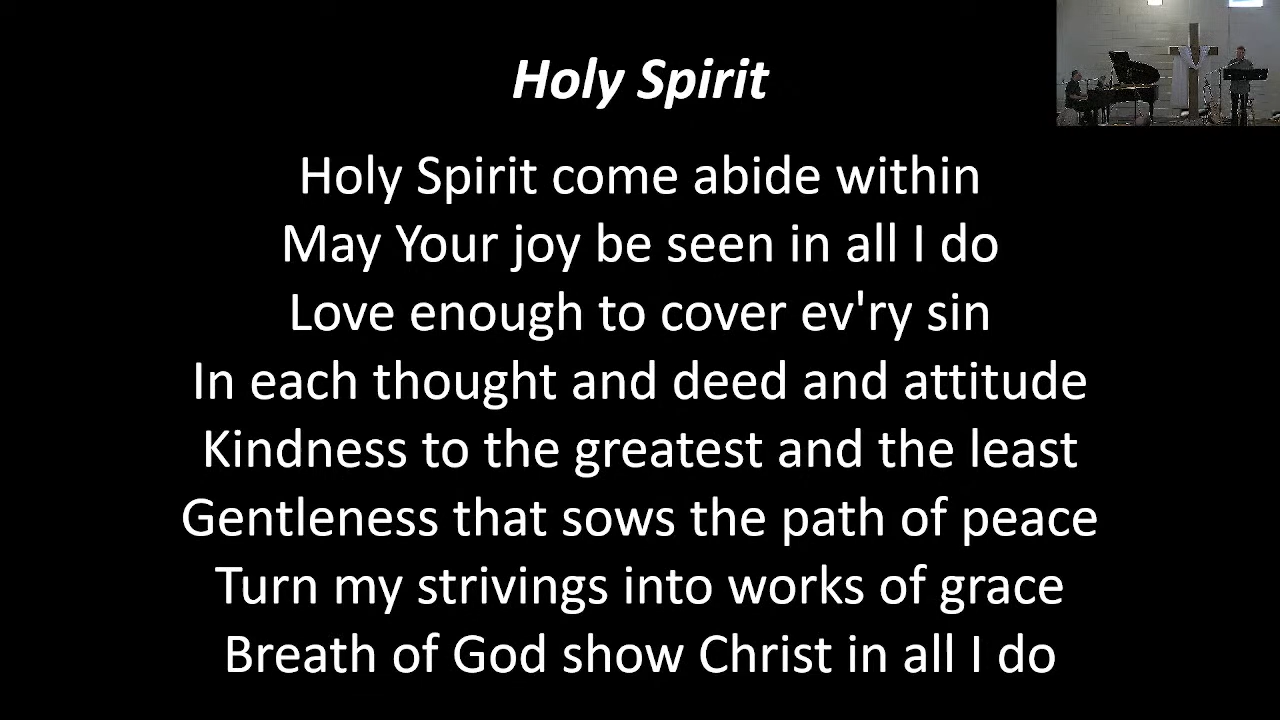 Holy Spirit
Holy Spirit come abide within
May Your joy be seen in all I do
Love enough to cover ev'ry sin
In each thought and deed and attitude
Kindness to the greatest and the least
Gentleness that sows the path of peace
Turn my strivings into works of grace
Breath of God show Christ in all I do